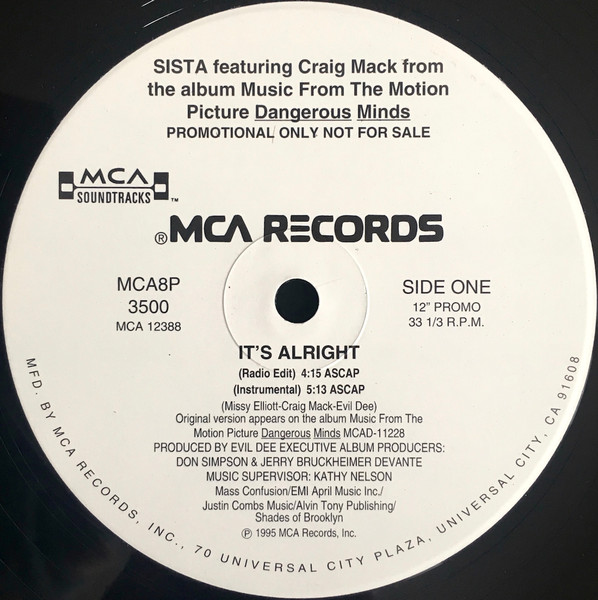 SISTA featuring Craig Mack from
the album Music From The Motion
Picture Dangerous Minds
PROMOTIONAL ONLY NOT FOR SALE
MCA
SOUNDTRACKS™
®MCA RECORDS
MCA8P
3500
MCA 12388
SIDE ONE
12" PROMO
33 1/3 R.P.M.
IT'S ALRIGHT
(Radio Edit) 4:15 ASCAP
(Instrumental) 5:13 ASCAP
(Missy Elliott-Craig Mack-Evil Dee)
Original version appears on the album Music From The
Motion Picture Dangerous Minds MCAD-11228
PRODUCED BY EVIL DEE EXECUTIVE ALBUM PRODUCERS:
DON SIMPSON & JERRY BRUCKHEIMER DEVANTE
MUSIC SUPERVISOR: KATHY NELSON
Mass Confusion/EMI April Music Inc./
Justin Combs Music/Alvin Tony Publishing/
Shades of Brooklyn
℗ 1995 MCA Records, Inc.
MFD. BY MCA RECORDS, INC., 70 UNIVERSAL CITY PLAZA, UNIVERSAL CITY, CA 91608